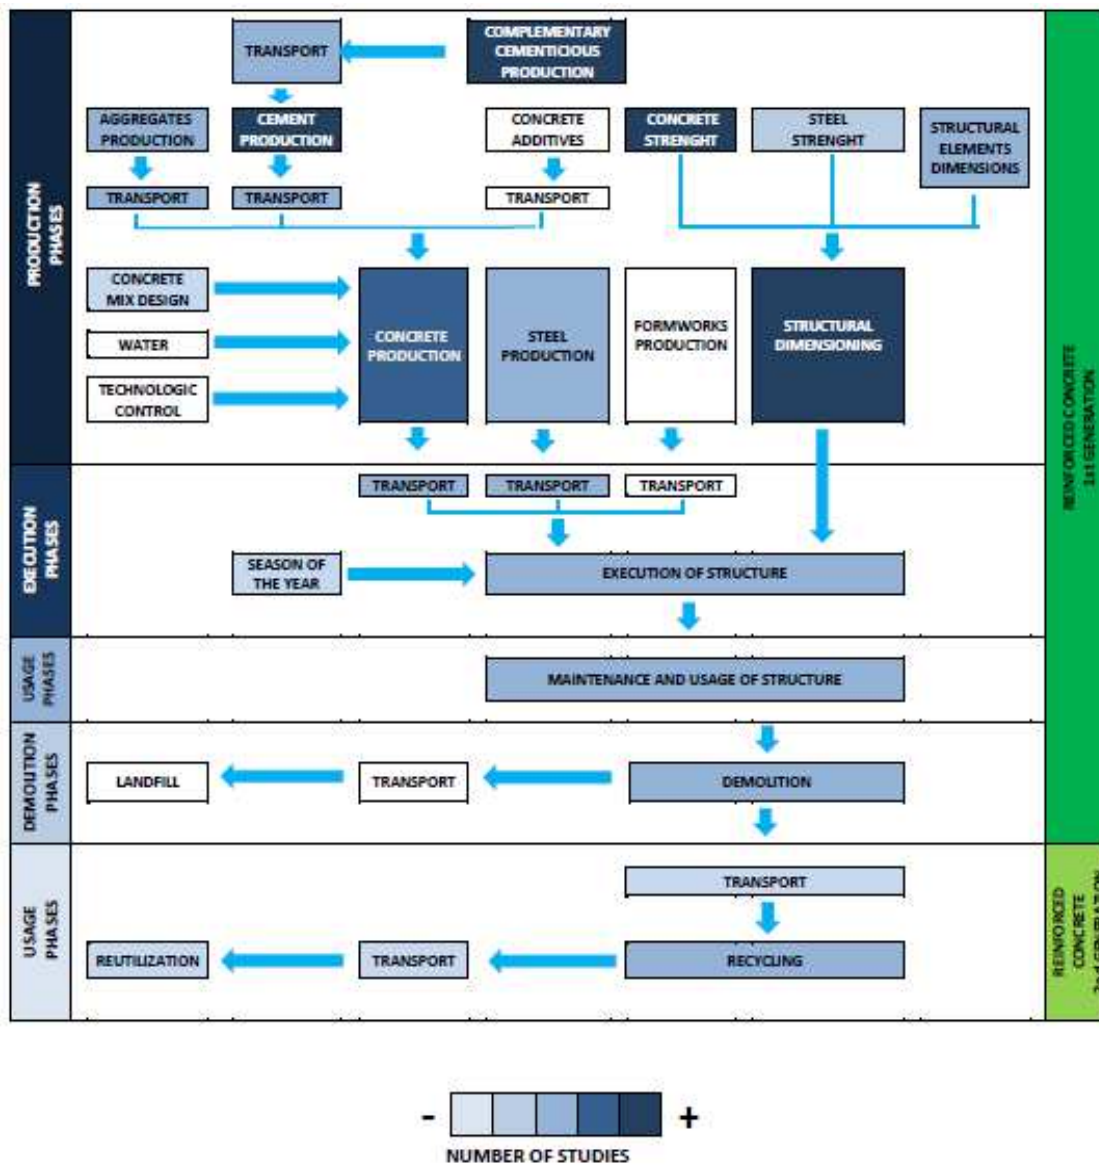 COMPLEMENTARY
CEMENTICIOUS
PRODUCTION
TRANSPORT
AGGREGATES
PRODUCTION
CEMENT
PRODUCTION
CONCRETE
ADDITIVES
CONCRETE
STRENGHT
STEEL
STRENGHT
STRUCTURAL
ELEMENTS
DIMENSIONS
TRANSPORT
TRANSPORT
TRANSPORT
PRODUCTION
PHASES
CONCRETE
MIX DESIGN
WATER
TECHNOLOGIC
CONTROL
CONCRETE
PRODUCTION
STEEL
PRODUCTION
FORMWORKS
PRODUCTION
STRUCTURAL
DIMENSIONING
REINFORCED CONCRETE
1st GENERATION
EXECUTION
PHASES
TRANSPORT
TRANSPORT
TRANSPORT
SEASON OF
THE YEAR
EXECUTION OF STRUCTURE
USAGE
PHASES
MAINTENANCE AND USAGE OF STRUCTURE
DEMOLUTION
PHASES
LANDFILL
TRANSPORT
DEMOLITION
USAGE
PHASES
TRANSPORT
REUTILIZATION
TRANSPORT
RECYCLING
REINFORCED
CONCRETE
2nd GENERATION
- +
NUMBER OF STUDIES